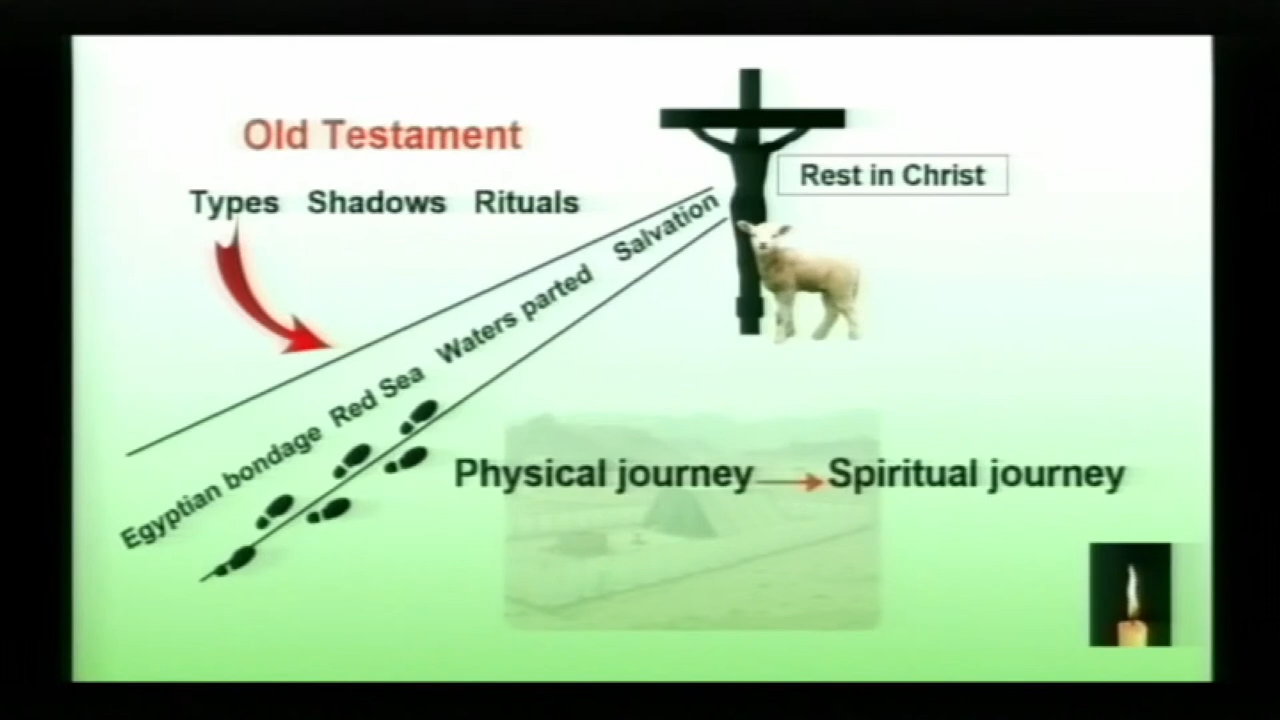 Old Testament
Types Shadows Rituals
Rest in Christ
Egyptian bondage Red Sea Waters parted Salvation
Physical journey Spiritual journey